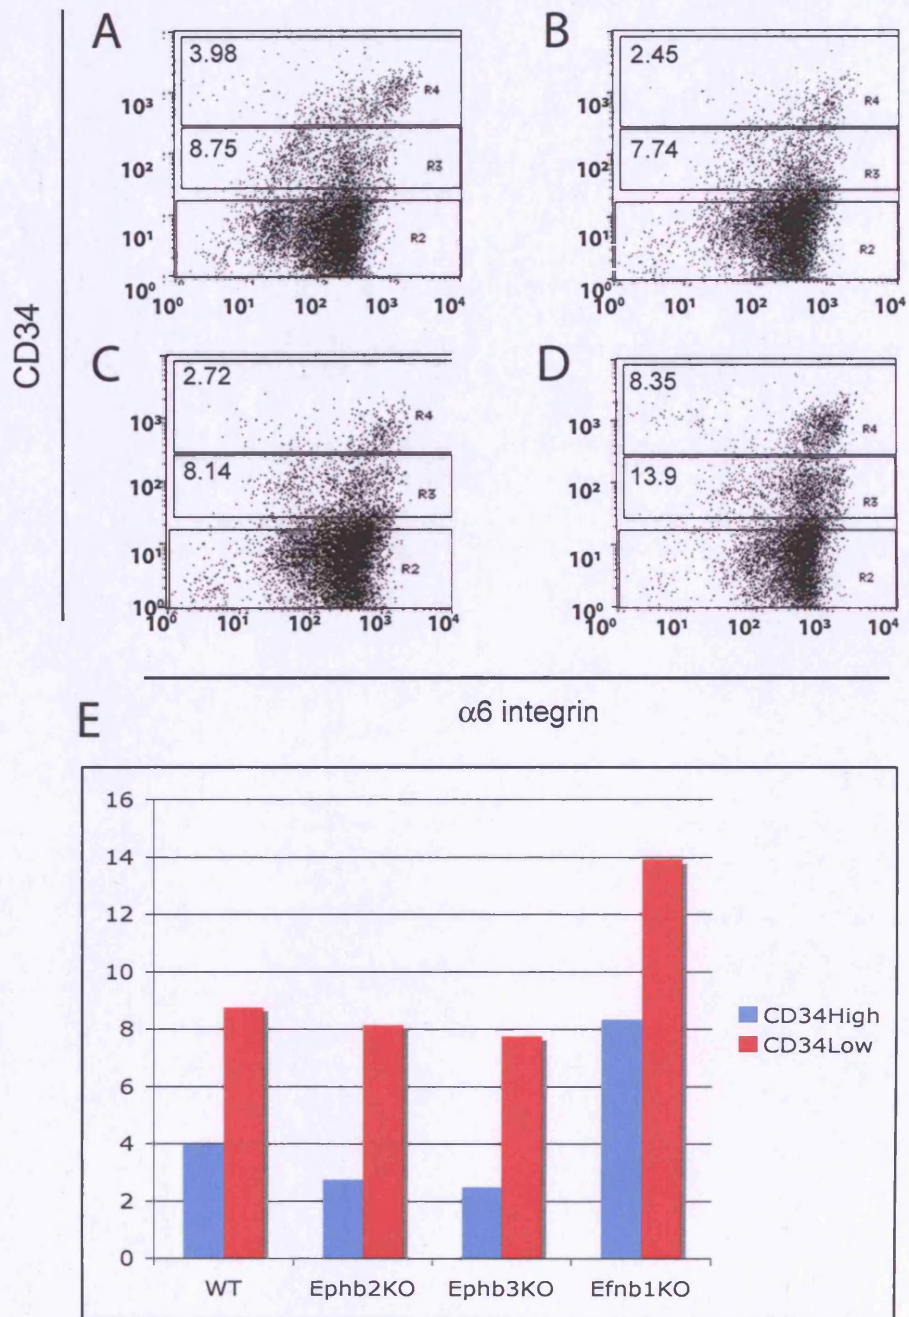 A
3.98
R4
10³
8.75
R3
10²
R2
10¹
10⁰
10⁰ 10¹ 10² 10³ 10⁴
B
2.45
R4
10³
7.74
R3
10²
R2
10¹
10⁰
10⁰ 10¹ 10² 10³ 10⁴
CD34
C
2.72
R4
10³
8.14
R3
10²
R2
10¹
10⁰
10⁰ 10¹ 10² 10³ 10⁴
D
8.35
R4
10³
13.9
R3
10²
R2
10¹
10⁰
10⁰ 10¹ 10² 10³ 10⁴
α6 integrin
E
16
14
12
10
8
6
4
2
0
WT Ephb2KO Ephb3KO Efnb1KO
CD34High
CD34Low